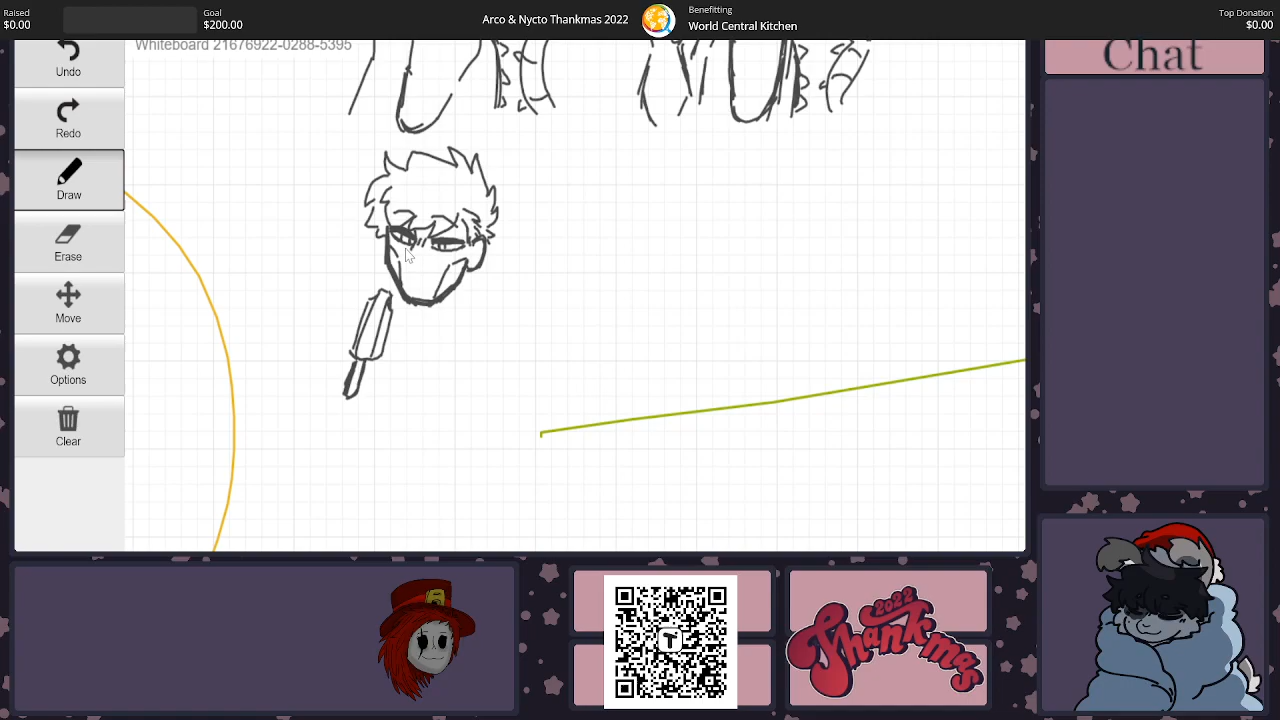 Raised
$0.00
Goal
$200.00
Arco & Nycto Thankmas 2022
Benefitting
World Central Kitchen
Top Donation
$0.00
Whiteboard 21676922-0288-5395
Chat
Undo
Redo
Draw
Erase
Move
Options
Clear
T
2022
Thankmas